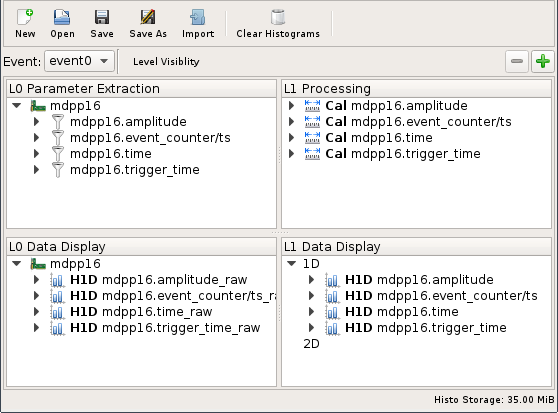 New Open Save Save As Import Clear Histograms
Event: event0 Level Visiblity
L0 Parameter Extraction
mdpp16
mdpp16.amplitude
mdpp16.event_counter/ts
mdpp16.time
mdpp16.trigger_time
L1 Processing
Cal mdpp16.amplitude
Cal mdpp16.event_counter/ts
Cal mdpp16.time
Cal mdpp16.trigger_time
L0 Data Display
mdpp16
H1D mdpp16.amplitude_raw
H1D mdpp16.event_counter/ts_ra
H1D mdpp16.time_raw
H1D mdpp16.trigger_time_raw
L1 Data Display
1D
H1D mdpp16.amplitude
H1D mdpp16.event_counter/ts
H1D mdpp16.time
H1D mdpp16.trigger_time
2D
Histo Storage: 35.00 MiB